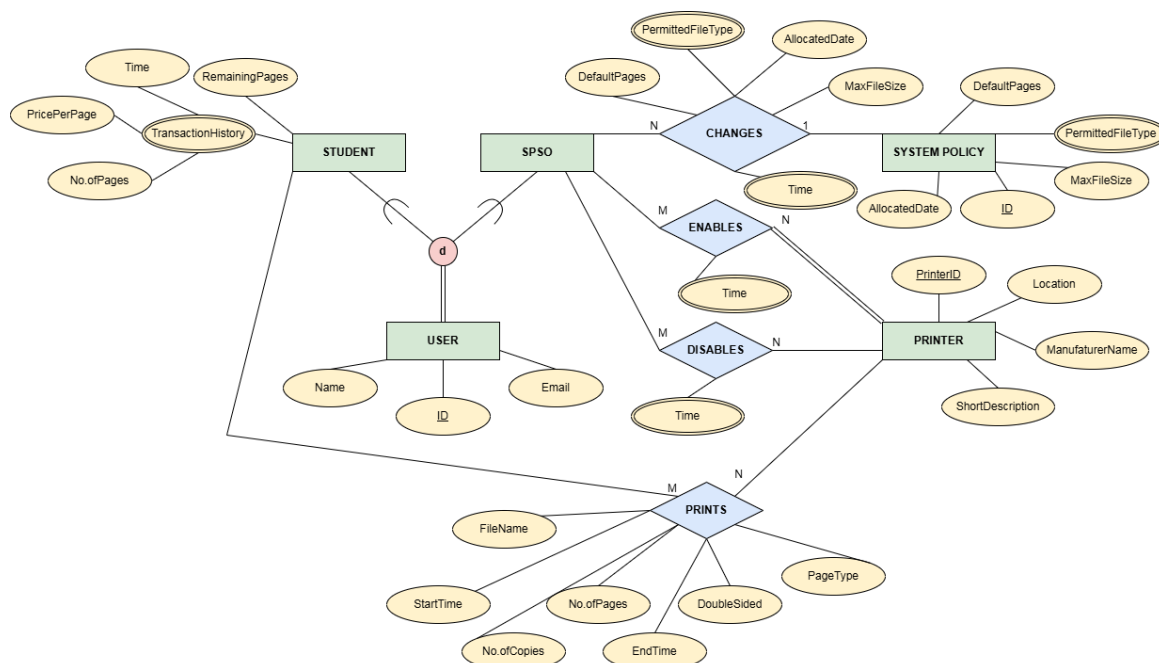 PermittedFileType
AllocatedDate
Time
RemainingPages
DefaultPages
MaxFileSize
DefaultPages
PricePerPage
TransactionHistory
N
CHANGES
1
PermittedFileType
STUDENT
SPSO
SYSTEM POLICY
No.ofPages
MaxFileSize
Time
AllocatedDate
ID
M
N
ENABLES
d
PrinterID
Location
Time
M
N
USER
DISABLES
PRINTER
ManufaturerName
Name
Email
ID
Time
ShortDescription
M
N
PRINTS
FileName
PageType
StartTime
No.ofPages
DoubleSided
No.ofCopies
EndTime